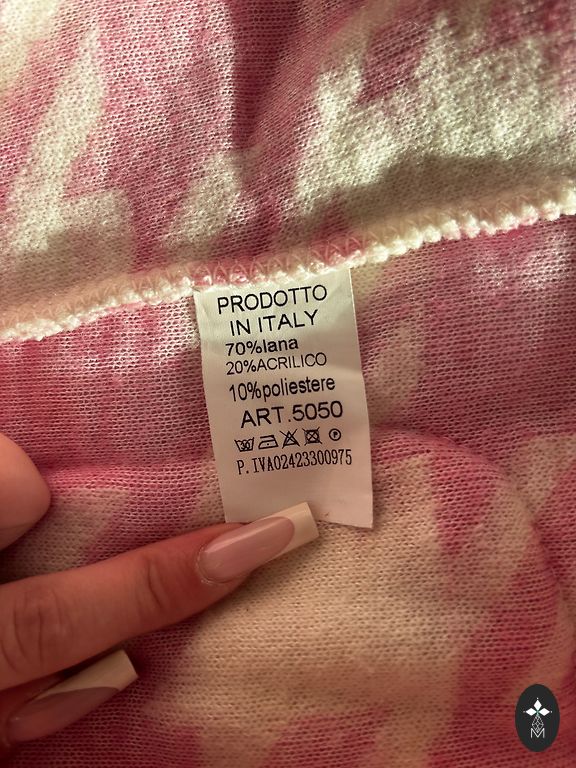 PRODOTTO
IN ITALY
70%lana
20%ACRILICO
10%poliestere
ART.5050
P.IVA02423300975